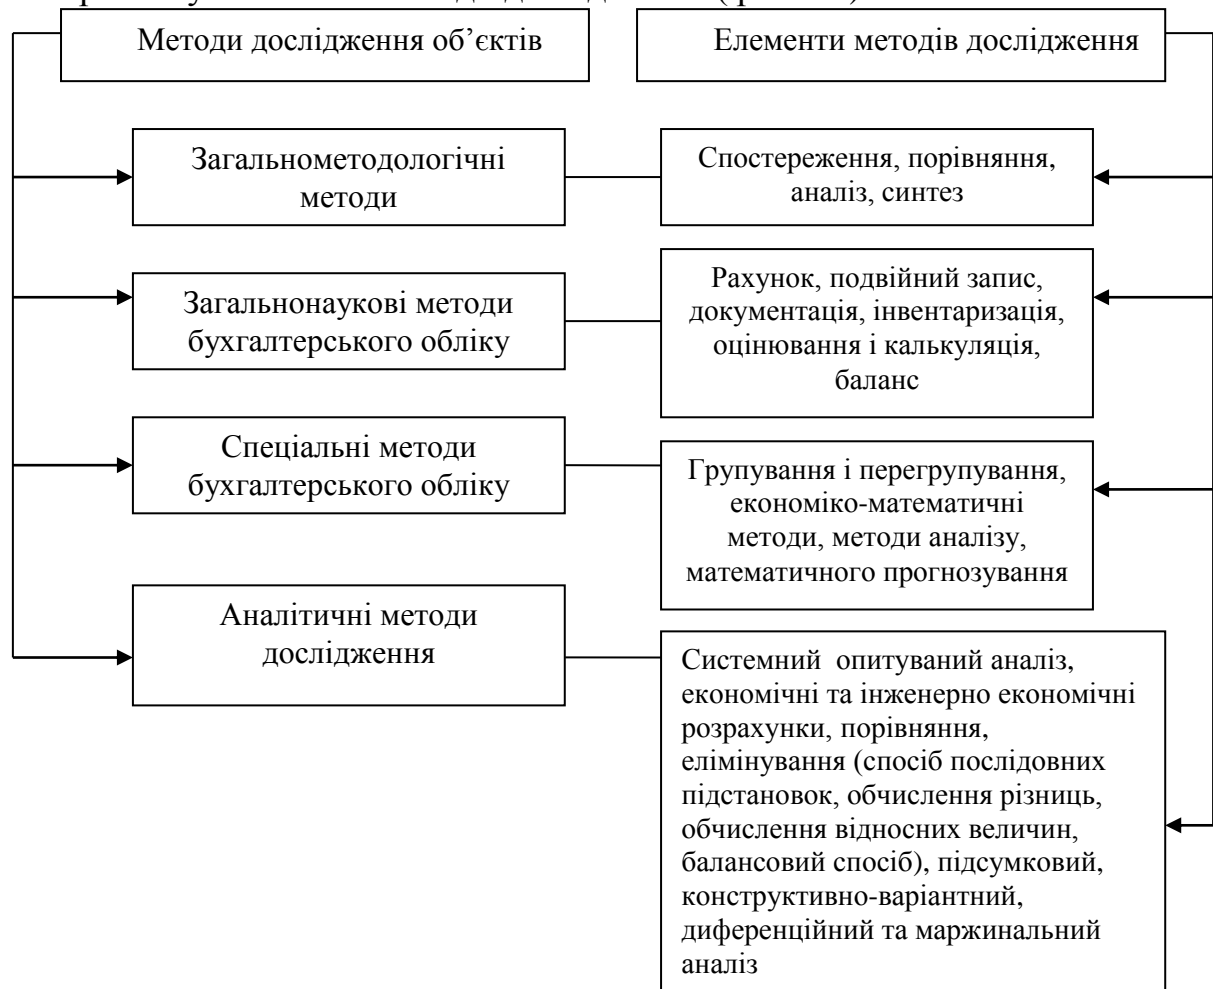 Методи дослідження об’єктів
Елементи методів дослідження
Загальнометодологічні
методи
Спостереження, порівняння,
аналіз, синтез
Загальнонаукові методи
бухгалтерського обліку
Рахунок, подвійний запис,
документація, інвентаризація,
оцінювання і калькуляція,
баланс
Спеціальні методи
бухгалтерського обліку
Групування і перегрупування,
економіко-математичні
методи, методи аналізу,
математичного прогнозування
Аналітичні методи
дослідження
Системний опитуваний аналіз,
економічні та інженерно економічні
розрахунки, порівняння,
елімінування (спосіб послідовних
підстановок, обчислення різниць,
обчислення відносних величин,
балансовий спосіб), підсумковий,
конструктивно-варіантний,
диференційний та маржинальний
аналіз